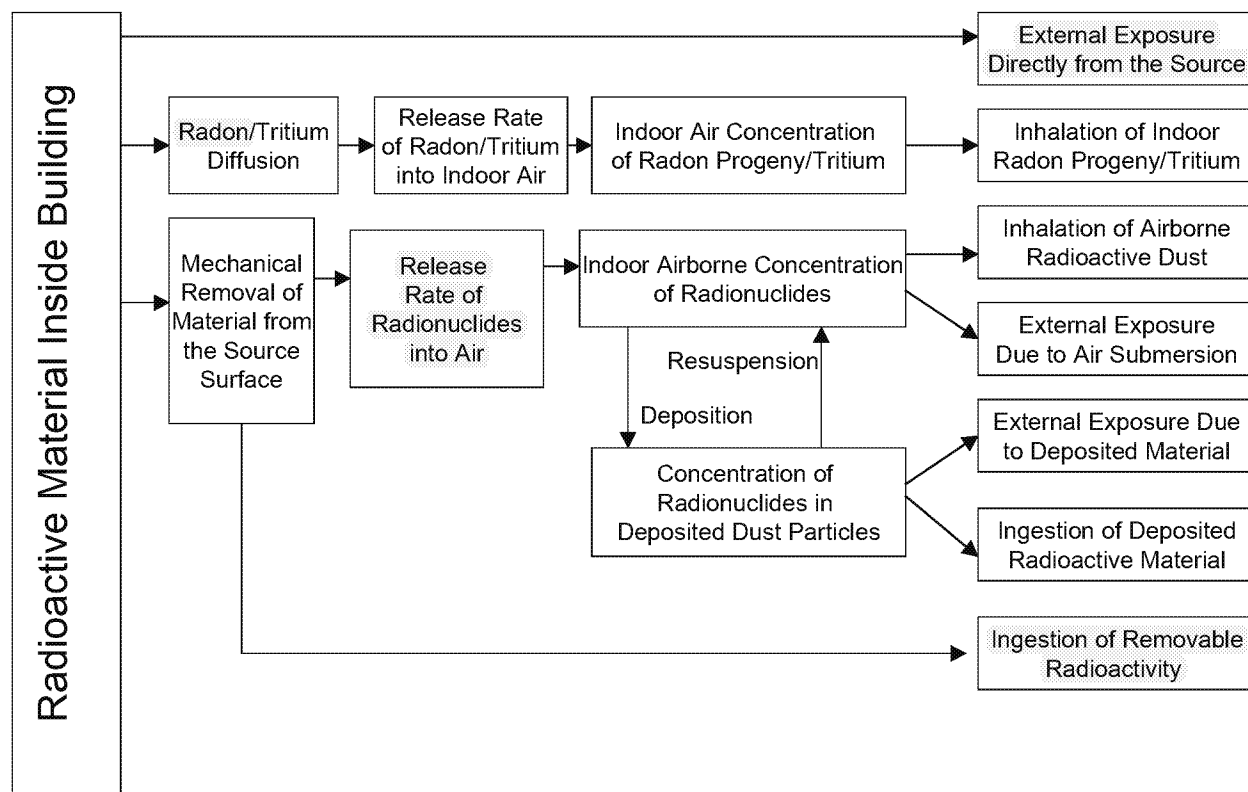 Radioactive Material Inside Building
External Exposure
Directly from the Source
Radon/Tritium
Diffusion
Release Rate
of Radon/Tritium
into Indoor Air
Indoor Air Concentration
of Radon Progeny/Tritium
Inhalation of Indoor
Radon Progeny/Tritium
Mechanical
Removal of
Material from
the Source
Surface
Release
Rate of
Radionuclides
into Air
Indoor Airborne Concentration
of Radionuclides
Inhalation of Airborne
Radioactive Dust
External Exposure
Due to Air Submersion
Resuspension
Deposition
Concentration of
Radionuclides in
Deposited Dust Particles
External Exposure Due
to Deposited Material
Ingestion of Deposited
Radioactive Material
Ingestion of Removable
Radioactivity